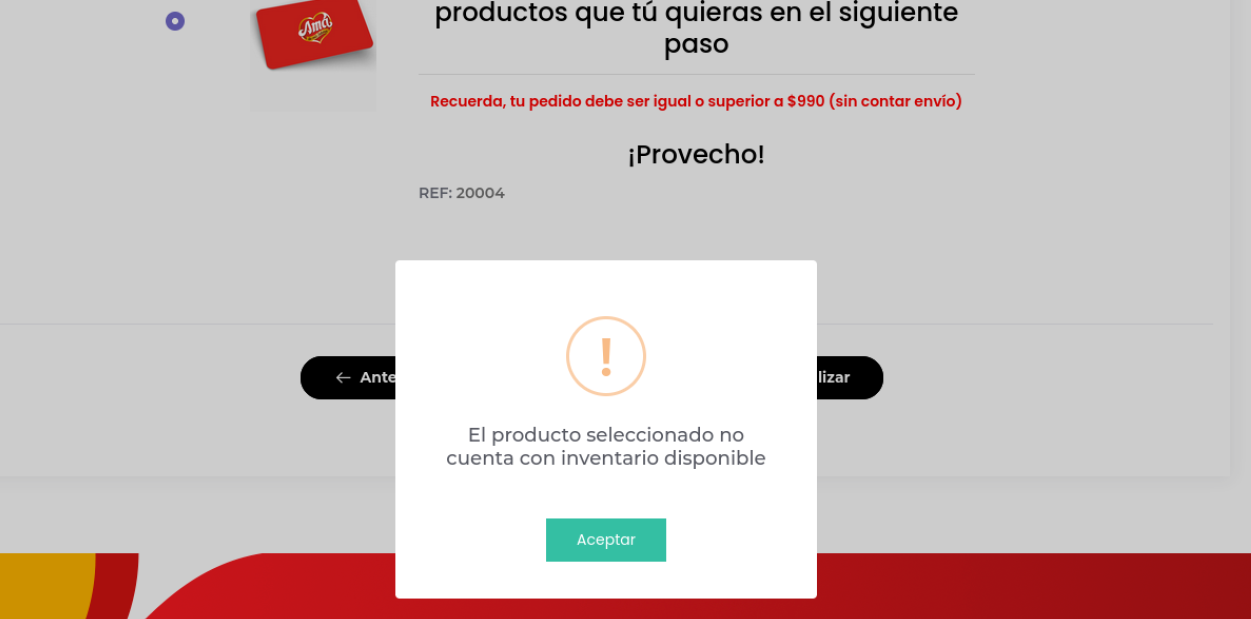 productos que tú quieras en el siguiente
paso
Ama
Recuerda, tu pedido debe ser igual o superior a $990 (sin contar envío)
¡Provecho!
REF: 20004
← Ante
lizar
!
El producto seleccionado no
cuenta con inventario disponible
Aceptar